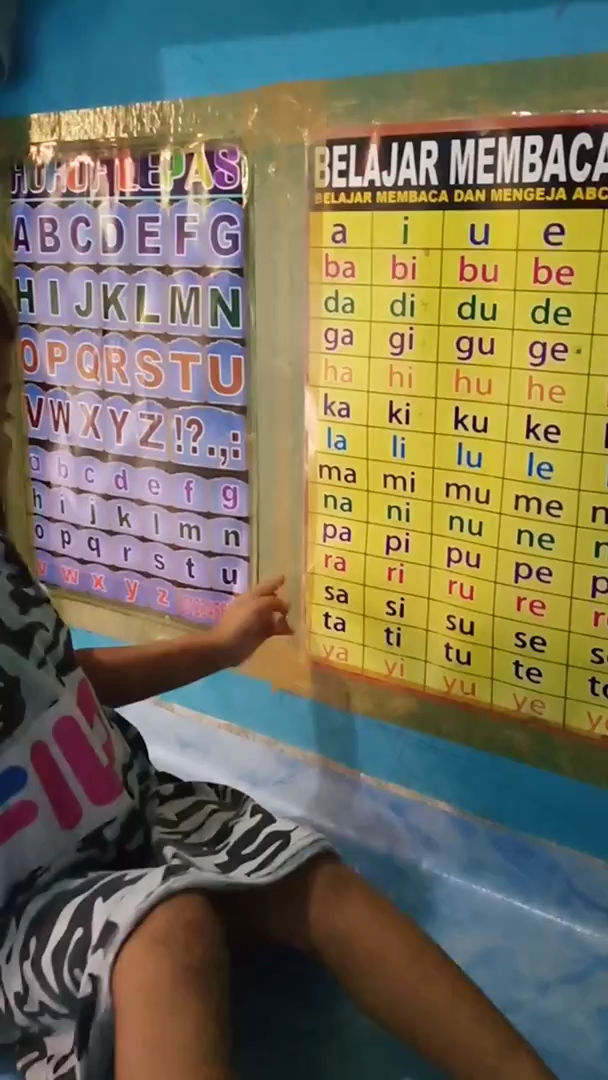 HURUF LEPAS
A B C D E F G
H I J K L M N
O P Q R S T U
V W X Y Z !?.,:
a b c d e f g
h i j k l m n
o p q r s t u
v w x y z
BELAJAR MEMBACA
BELAJAR MEMBACA DAN MENGEJA ABC
a i u e
ba bi bu be
da di du de
ga gi gu ge
ha hi hu he
ka ki ku ke
la li lu le
ma mi mu me
na ni nu ne
pa pi pu pe
ra ri ru re
sa si su se
ta ti tu te
ya yi yu ye